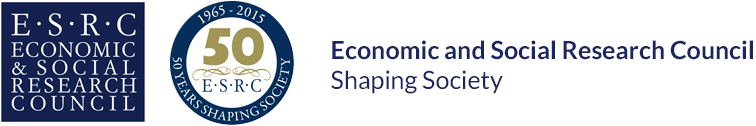 E·S·R·C
ECONOMIC
& SOCIAL
RESEARCH
COUNCIL
1965 - 2015
50
E·S·R·C
50 YEARS SHAPING SOCIETY
Economic and Social Research Council
Shaping Society